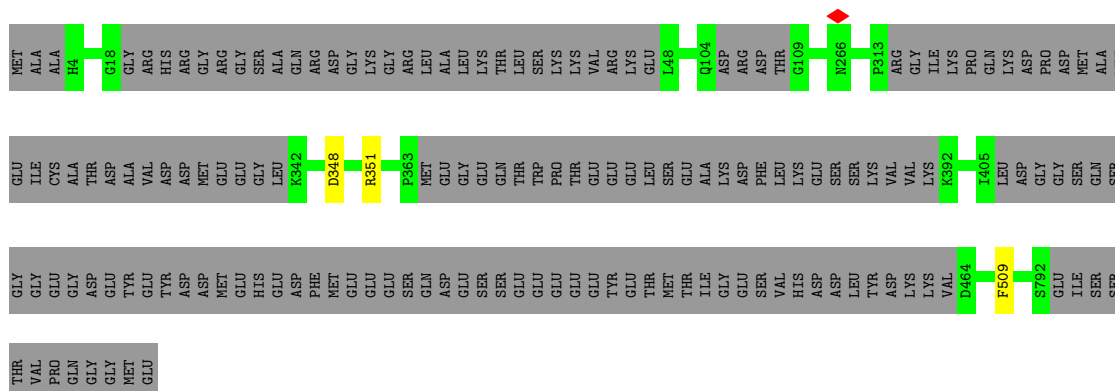 MET ALA ALA H4 G18 GLY ARG HIS ARG GLY ARG GLY SER ALA GLN ARG ASP GLY LYS GLY ARG LEU ALA LEU LYS THR LEU SER LYS LYS VAL ARG LYS GLU L48 Q104 ASP ARG ASP THR G109 N266 P313 ARG GLY ILE LYS PRO GLN LYS ASP PRO ASP MET ALA
GLU ILE CYS ALA THR ASP ALA VAL ASP ASP MET GLU GLU GLY LEU K342 D348 R351 P363 MET GLU GLY GLU GLN THR TRP PRO THR GLU GLU GLU LEU SER GLU ALA LYS ASP PHE LEU LYS GLU SER SER LYS VAL VAL LYS K392 I405 LEU ASP GLY GLY SER GLN SER
GLY GLY GLU GLY ASP GLU TYR GLU TYR ASP ASP MET GLU HIS GLU ASP PHE MET GLU GLU GLU SER GLN ASP GLU SER SER GLU GLU GLU GLU GLU TYR GLU THR MET THR ILE GLY GLU SER VAL HIS ASP ASP LEU TYR ASP LYS LYS VAL D464 F509 S792 GLU ILE SER SER
THR VAL PRO GLN GLY GLY MET GLU